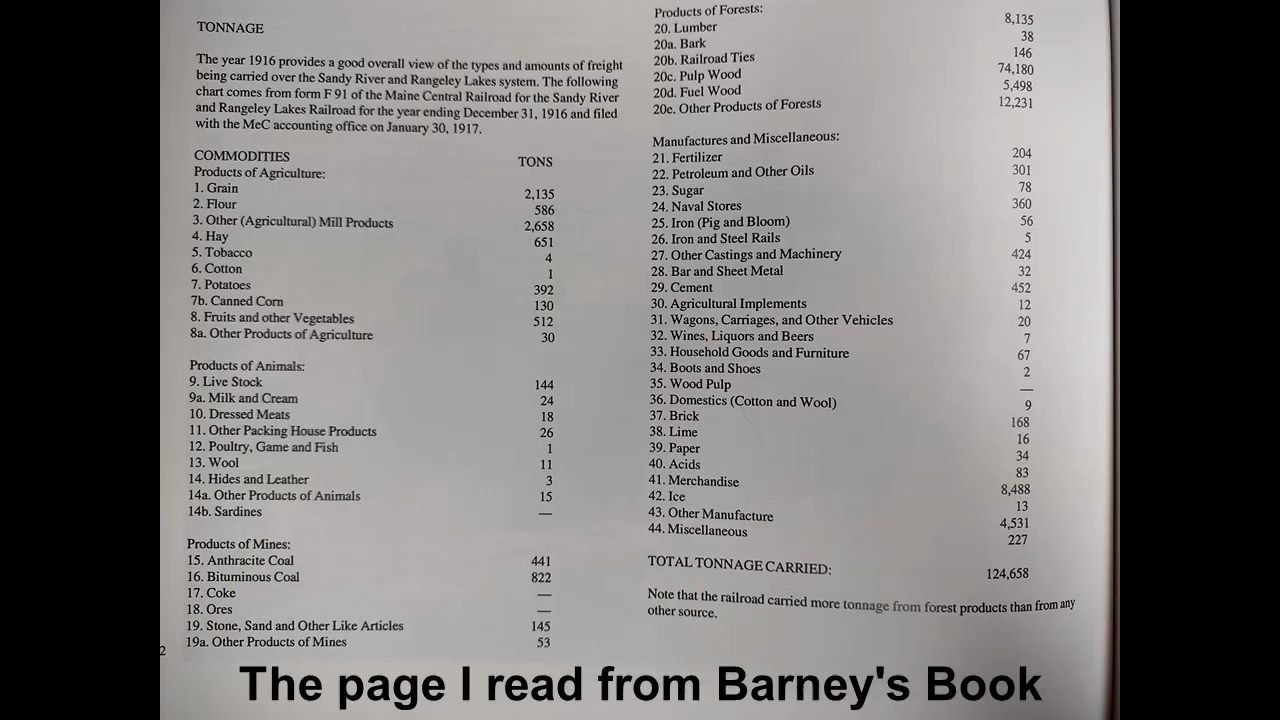 TONNAGE
The year 1916 provides a good overall view of the types and amounts of freight
being carried over the Sandy River and Rangeley Lakes system. The following
chart comes from form F 91 of the Maine Central Railroad for the Sandy River
and Rangeley Lakes Railroad for the year ending December 31, 1916 and filed
with the MeC accounting office on January 30, 1917.
COMMODITIES TONS
Products of Agriculture:
1. Grain 2,135
2. Flour 586
3. Other (Agricultural) Mill Products 2,658
4. Hay 651
5. Tobacco 4
6. Cotton 1
7. Potatoes 392
7b. Canned Corn 130
8. Fruits and other Vegetables 512
8a. Other Products of Agriculture 30
Products of Animals:
9. Live Stock 144
9a. Milk and Cream 24
10. Dressed Meats 18
11. Other Packing House Products 26
12. Poultry, Game and Fish 1
13. Wool 11
14. Hides and Leather 3
14a. Other Products of Animals 15
14b. Sardines —
Products of Mines:
15. Anthracite Coal 441
16. Bituminous Coal 822
17. Coke —
18. Ores —
19. Stone, Sand and Other Like Articles 145
19a. Other Products of Mines 53
2
Products of Forests:
20. Lumber 8,135
20a. Bark 38
20b. Railroad Ties 146
20c. Pulp Wood 74,180
20d. Fuel Wood 5,498
20e. Other Products of Forests 12,231
Manufactures and Miscellaneous:
21. Fertilizer 204
22. Petroleum and Other Oils 301
23. Sugar 78
24. Naval Stores 360
25. Iron (Pig and Bloom) 56
26. Iron and Steel Rails 5
27. Other Castings and Machinery 424
28. Bar and Sheet Metal 32
29. Cement 452
30. Agricultural Implements 12
31. Wagons, Carriages, and Other Vehicles 20
32. Wines, Liquors and Beers 7
33. Household Goods and Furniture 67
34. Boots and Shoes 2
35. Wood Pulp —
36. Domestics (Cotton and Wool) 9
37. Brick 168
38. Lime 16
39. Paper 34
40. Acids 83
41. Merchandise 8,488
42. Ice 13
43. Other Manufacture 4,531
44. Miscellaneous 227
TOTAL TONNAGE CARRIED: 124,658
Note that the railroad carried more tonnage from forest products than from any
other source.
The page I read from Barney's Book